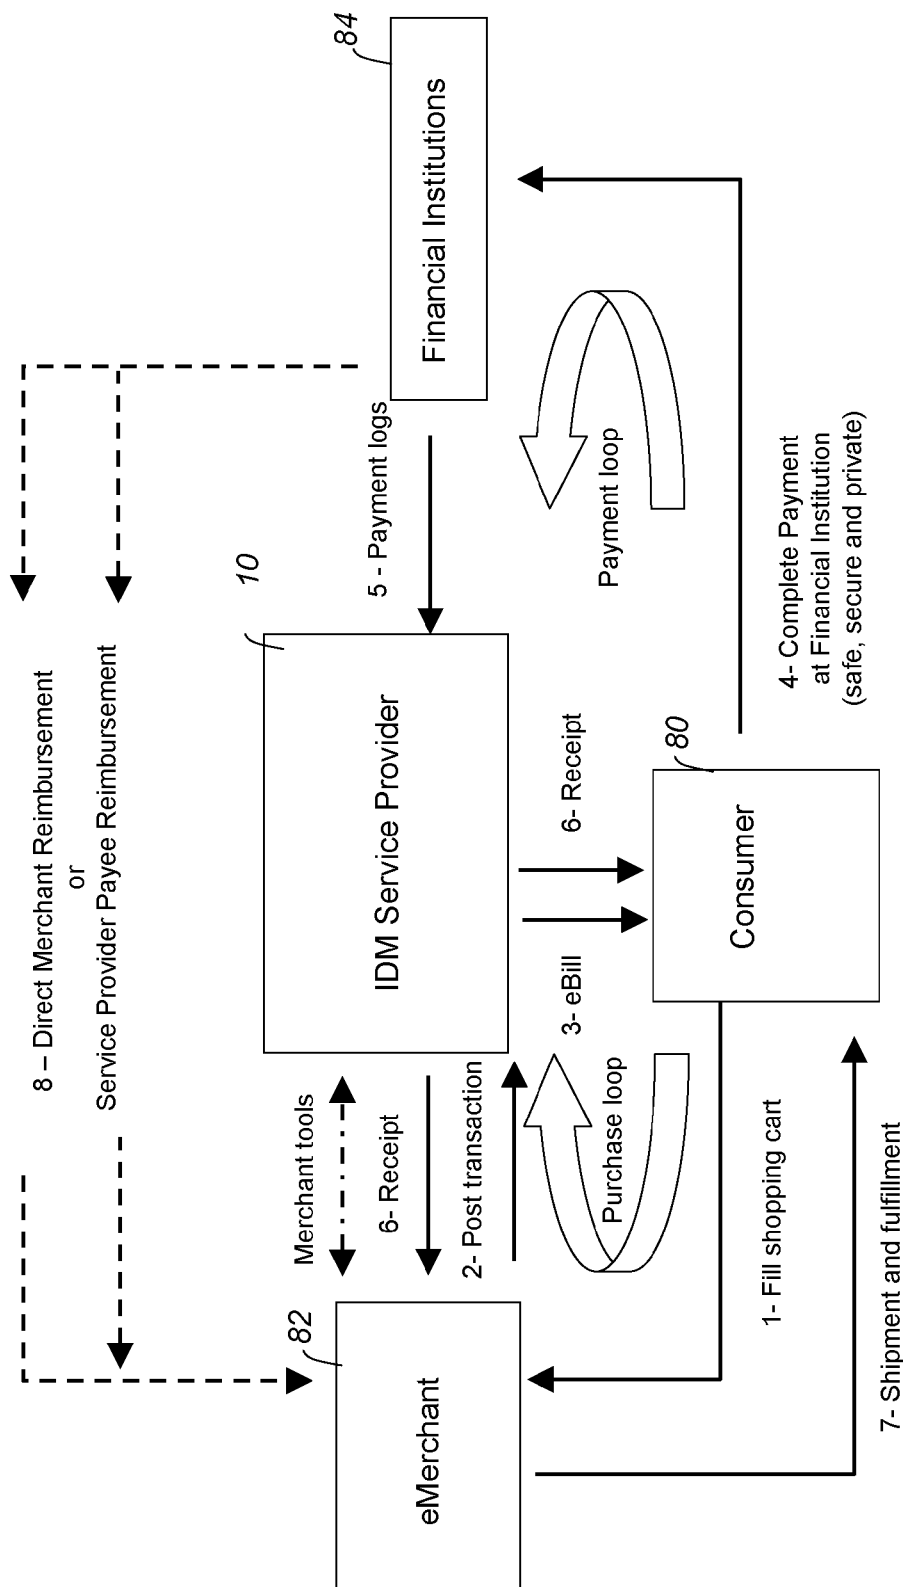 8 – Direct Merchant Reimbursement
or
Service Provider Payee Reimbursement
82
eMerchant
Merchant tools
6- Receipt
2- Post transaction
10
IDM Service Provider
5 - Payment logs
84
Financial Institutions
Purchase loop
3- eBill
6- Receipt
Payment loop
80
Consumer
1- Fill shopping cart
7- Shipment and fulfillment
4- Complete Payment
at Financial Institution
(safe, secure and private)